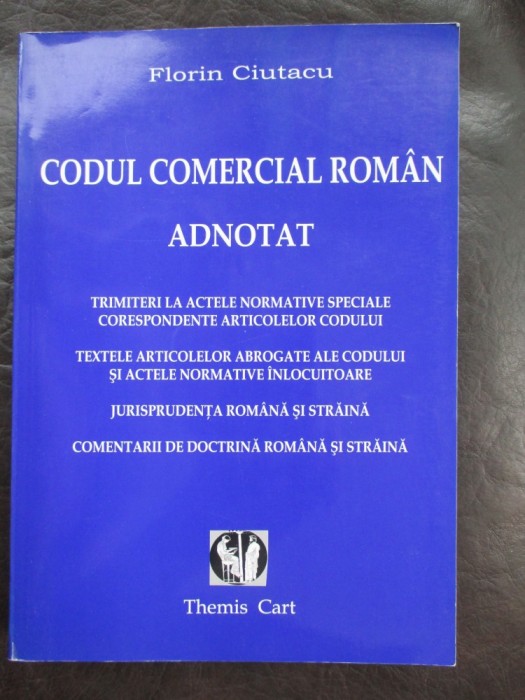 Florin Ciutacu
CODUL COMERCIAL ROMÂN
ADNOTAT
TRIMITERI LA ACTELE NORMATIVE SPECIALE
CORESPONDENTE ARTICOLELOR CODULUI
TEXTELE ARTICOLELOR ABROGATE ALE CODULUI
ŞI ACTELE NORMATIVE ÎNLOCUITOARE
JURISPRUDENŢA ROMÂNĂ ŞI STRĂINĂ
COMENTARII DE DOCTRINĂ ROMÂNĂ ŞI STRĂINĂ
Themis Cart